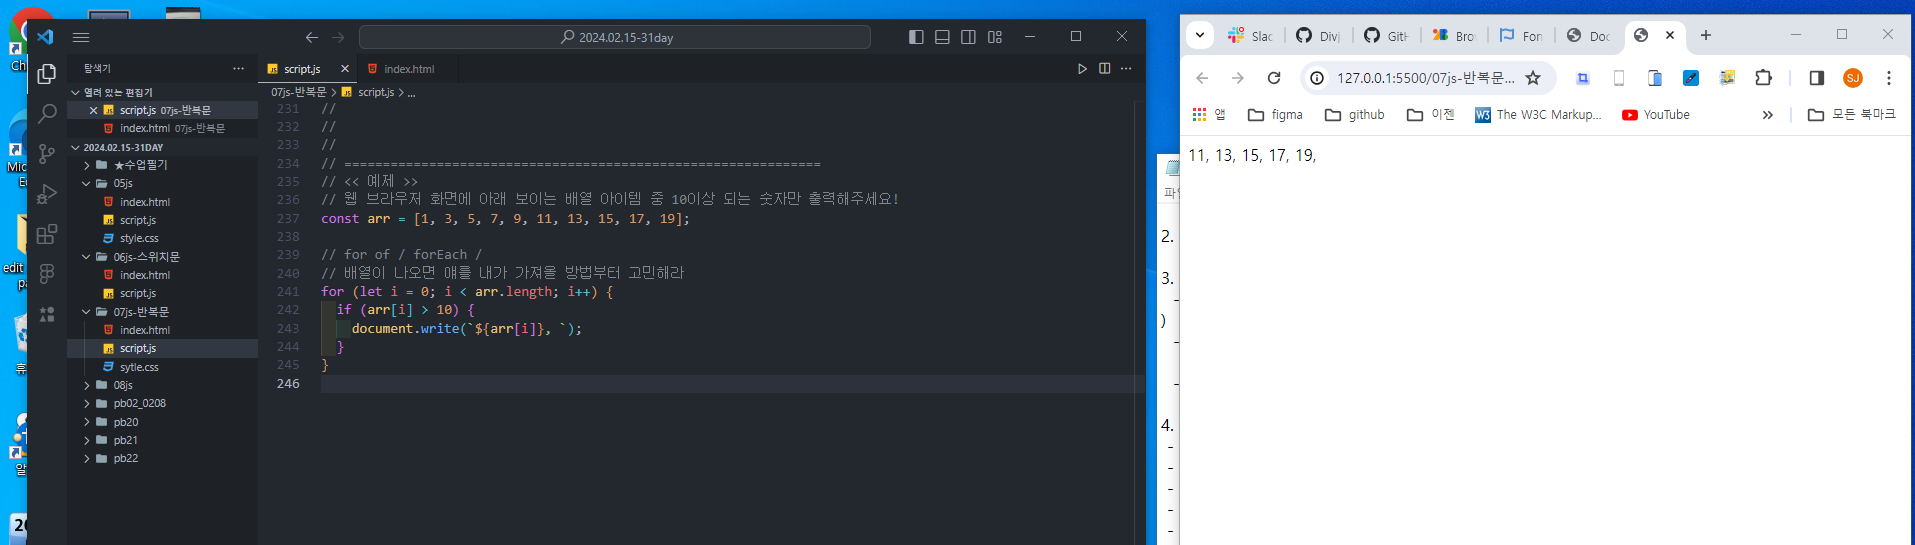 2024.02.15-31day
탐색기
script.js
index.html
열려 있는 편집기
script.js 07js-반복문
index.html 07js-반복문
2024.02.15-31DAY
★수업필기
05js
index.html
script.js
style.css
06js-스위치문
index.html
script.js
07js-반복문
index.html
script.js
sytle.css
08js
pb02_0208
pb20
pb21
pb22
07js-반복문 > script.js > ...
231 //
232 //
233 //
234 // ==============================================================
235 // << 예제 >>
236 // 웹 브라우저 화면에 아래 보이는 배열 아이템 중 10이상 되는 숫자만 출력해주세요!
237 const arr = [1, 3, 5, 7, 9, 11, 13, 15, 17, 19];
238
239 // for of / forEach /
240 // 배열이 나오면 얘를 내가 가져올 방법부터 고민해라
241 for (let i = 0; i < arr.length; i++) {
242 if (arr[i] > 10) {
243 document.write(`${arr[i]}, `);
244 }
245 }
246
2.
3.
-
)
-
-
4.
-
-
-
-
-
Slac
Divj
GitH
Bro
Fon
Doc
127.0.0.1:5500/07js-반복문...
SJ
앱
figma
github
이젠
W3 The W3C Markup...
YouTube
»
모든 북마크
11, 13, 15, 17, 19,